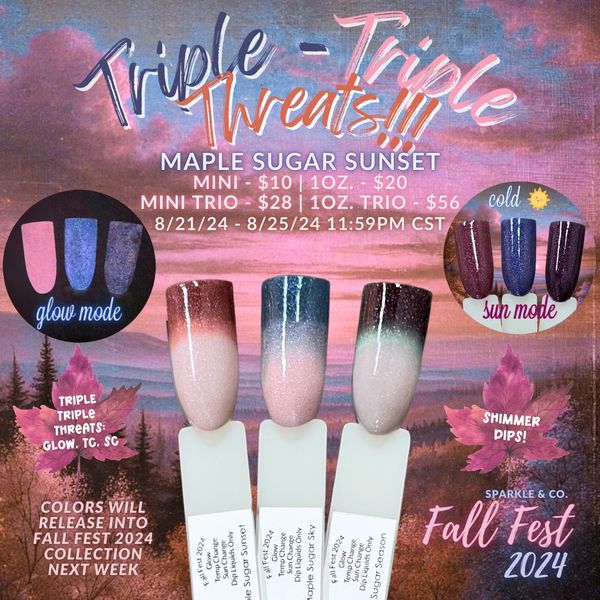 Triple - Triple
Threats!!!
MAPLE SUGAR SUNSET
MINI - $10 | 1OZ. - $20
MINI TRIO - $28 | 1OZ. TRIO - $56
8/21/24 - 8/25/24 11:59PM CST
glow mode
cold
sun mode
TRIPLE
TRIPLE
THREATS:
GLOW, TC, SC
SHIMMER
DIPS!
COLORS WILL
RELEASE INTO
FALL FEST 2024
COLLECTION
NEXT WEEK
SPARKLE & CO.
Fall Fest
2024
Fall Fest 2024
Glow
Temp Change
Sun Change
Dip Liquids Only
Sugar Sunset
Fall Fest 2024
Glow
Temp Change
Sun Change
Dip Liquids Only
Maple Sugar Sky
Fall Fest 2024
Glow
Temp Change
Sun Change
Dip Liquids Only
Sugar Season